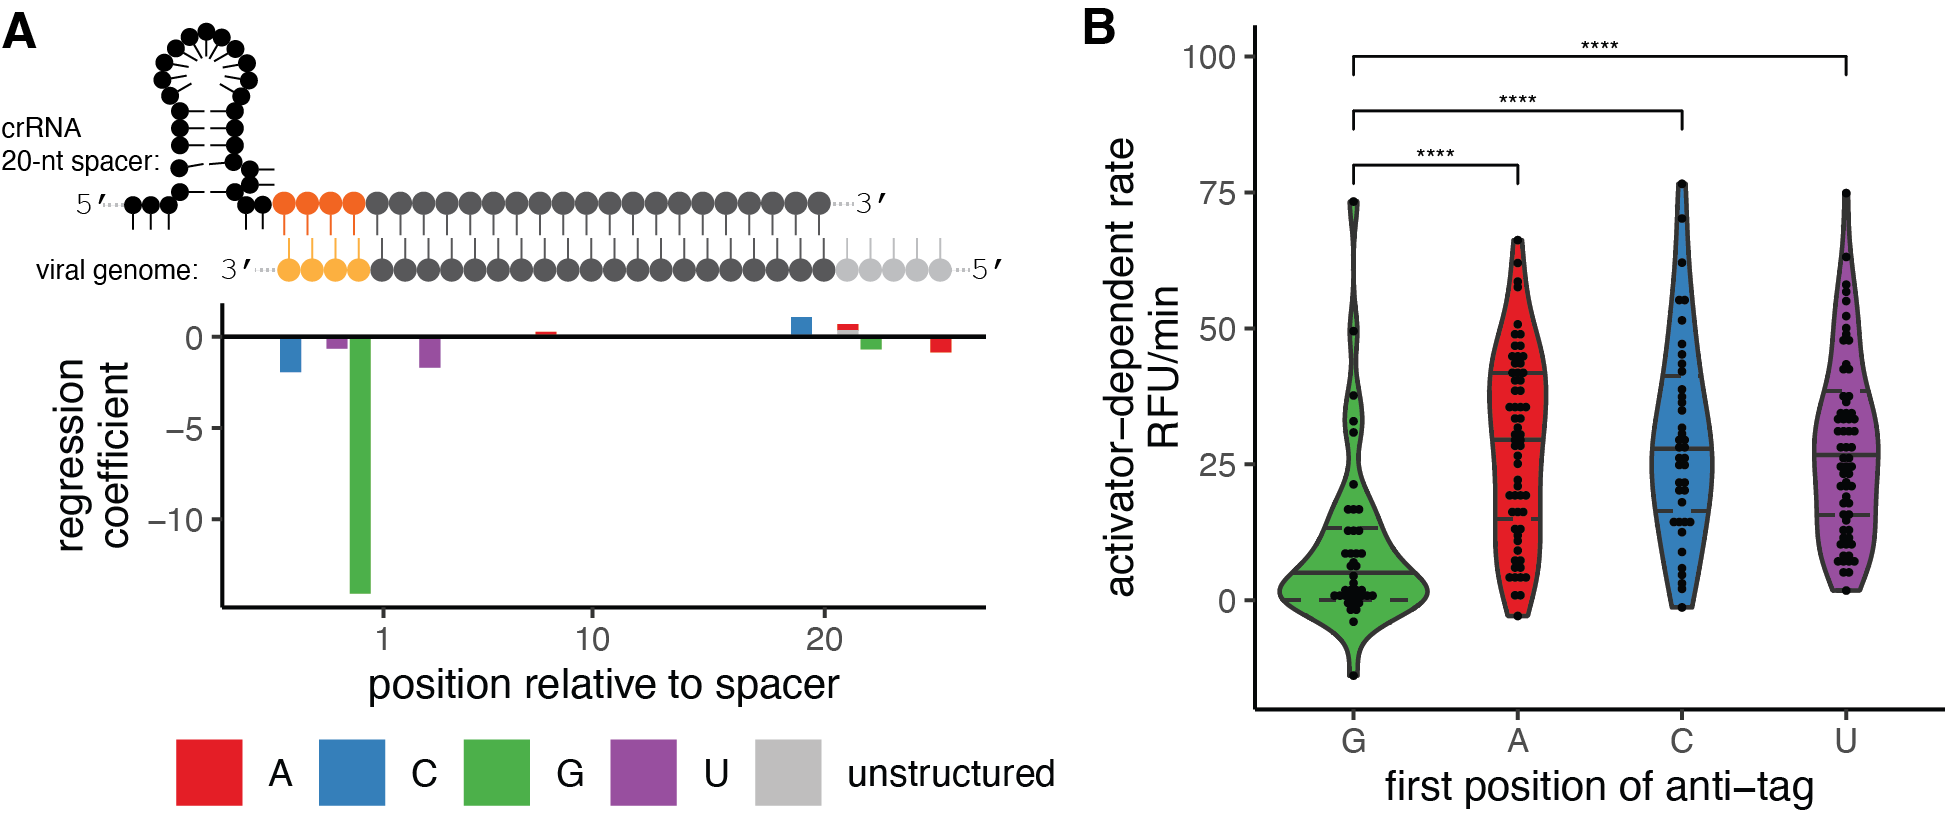 A
crRNA
20-nt spacer:
5′
3′
viral genome:
3′
5′
0
−5
−10
regression
coefficient
1
10
20
position relative to spacer
A
C
G
U
unstructured
B
100
75
50
25
0
activator−dependent rate
RFU/min
****
****
****
G
A
C
U
first position of anti−tag